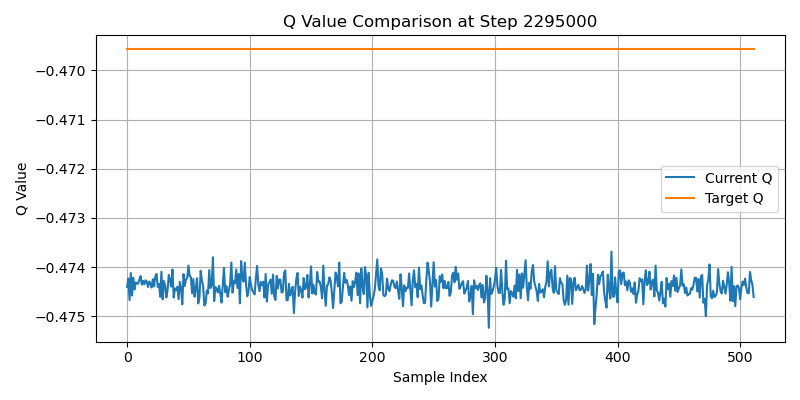 Q Value Comparison at Step 2295000
Q Value
−0.470
−0.471
−0.472
−0.473
−0.474
−0.475
Current Q
Target Q
0
100
200
300
400
500
Sample Index